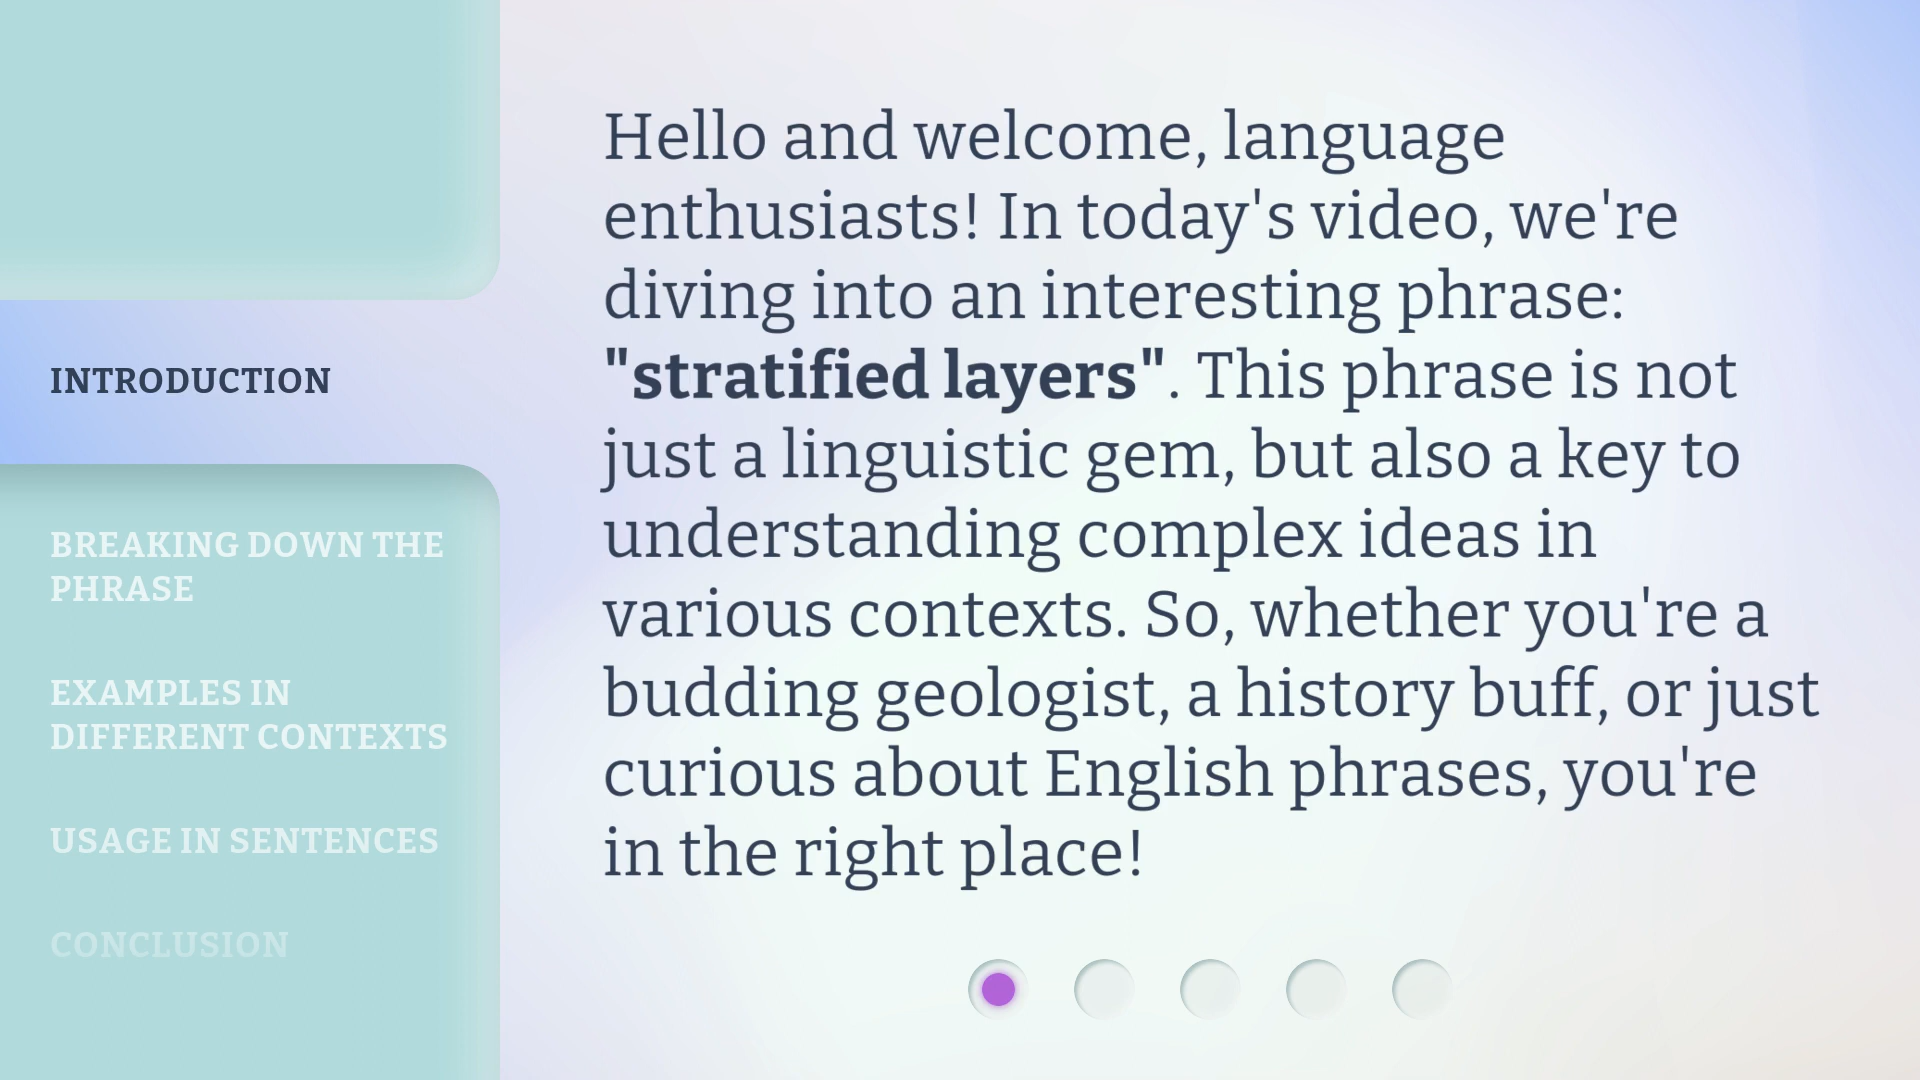 INTRODUCTION
BREAKING DOWN THE
PHRASE
EXAMPLES IN
DIFFERENT CONTEXTS
USAGE IN SENTENCES
CONCLUSION
Hello and welcome, language
enthusiasts! In today's video, we're
diving into an interesting phrase:
"stratified layers". This phrase is not
just a linguistic gem, but also a key to
understanding complex ideas in
various contexts. So, whether you're a
budding geologist, a history buff, or just
curious about English phrases, you're
in the right place!